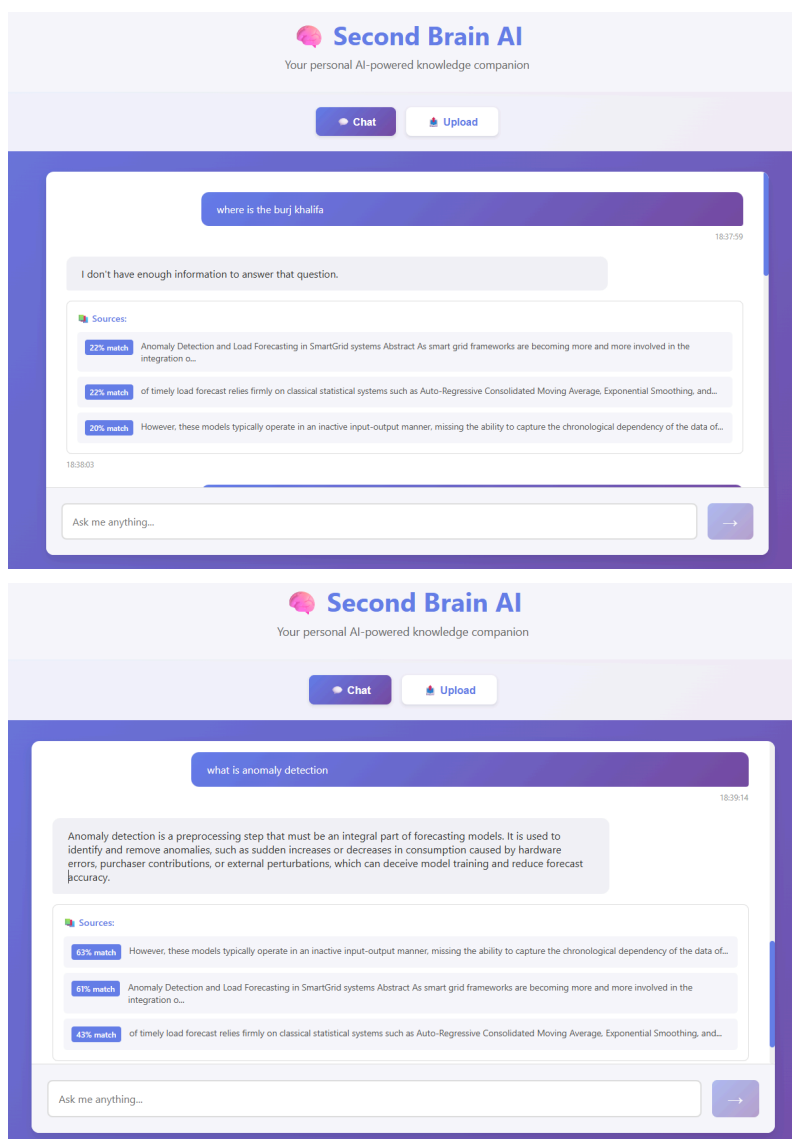 Second Brain AI
Your personal AI-powered knowledge companion
Chat
Upload
where is the burj khalifa
18:37:59
I don't have enough information to answer that question.
Sources:
22% match
Anomaly Detection and Load Forecasting in SmartGrid systems Abstract As smart grid frameworks are becoming more and more involved in the
integration o...
22% match
of timely load forecast relies firmly on classical statistical systems such as Auto-Regressive Consolidated Moving Average, Exponential Smoothing, and...
20% match
However, these models typically operate in an inactive input-output manner, missing the ability to capture the chronological dependency of the data of...
18:38:03
Ask me anything...
→
Second Brain AI
Your personal AI-powered knowledge companion
Chat
Upload
what is anomaly detection
18:39:14
Anomaly detection is a preprocessing step that must be an integral part of forecasting models. It is used to
identify and remove anomalies, such as sudden increases or decreases in consumption caused by hardware
errors, purchaser contributions, or external perturbations, which can deceive model training and reduce forecast
accuracy.
Sources:
63% match
However, these models typically operate in an inactive input-output manner, missing the ability to capture the chronological dependency of the data of...
61% match
Anomaly Detection and Load Forecasting in SmartGrid systems Abstract As smart grid frameworks are becoming more and more involved in the
integration o...
43% match
of timely load forecast relies firmly on classical statistical systems such as Auto-Regressive Consolidated Moving Average, Exponential Smoothing, and...
Ask me anything...
→